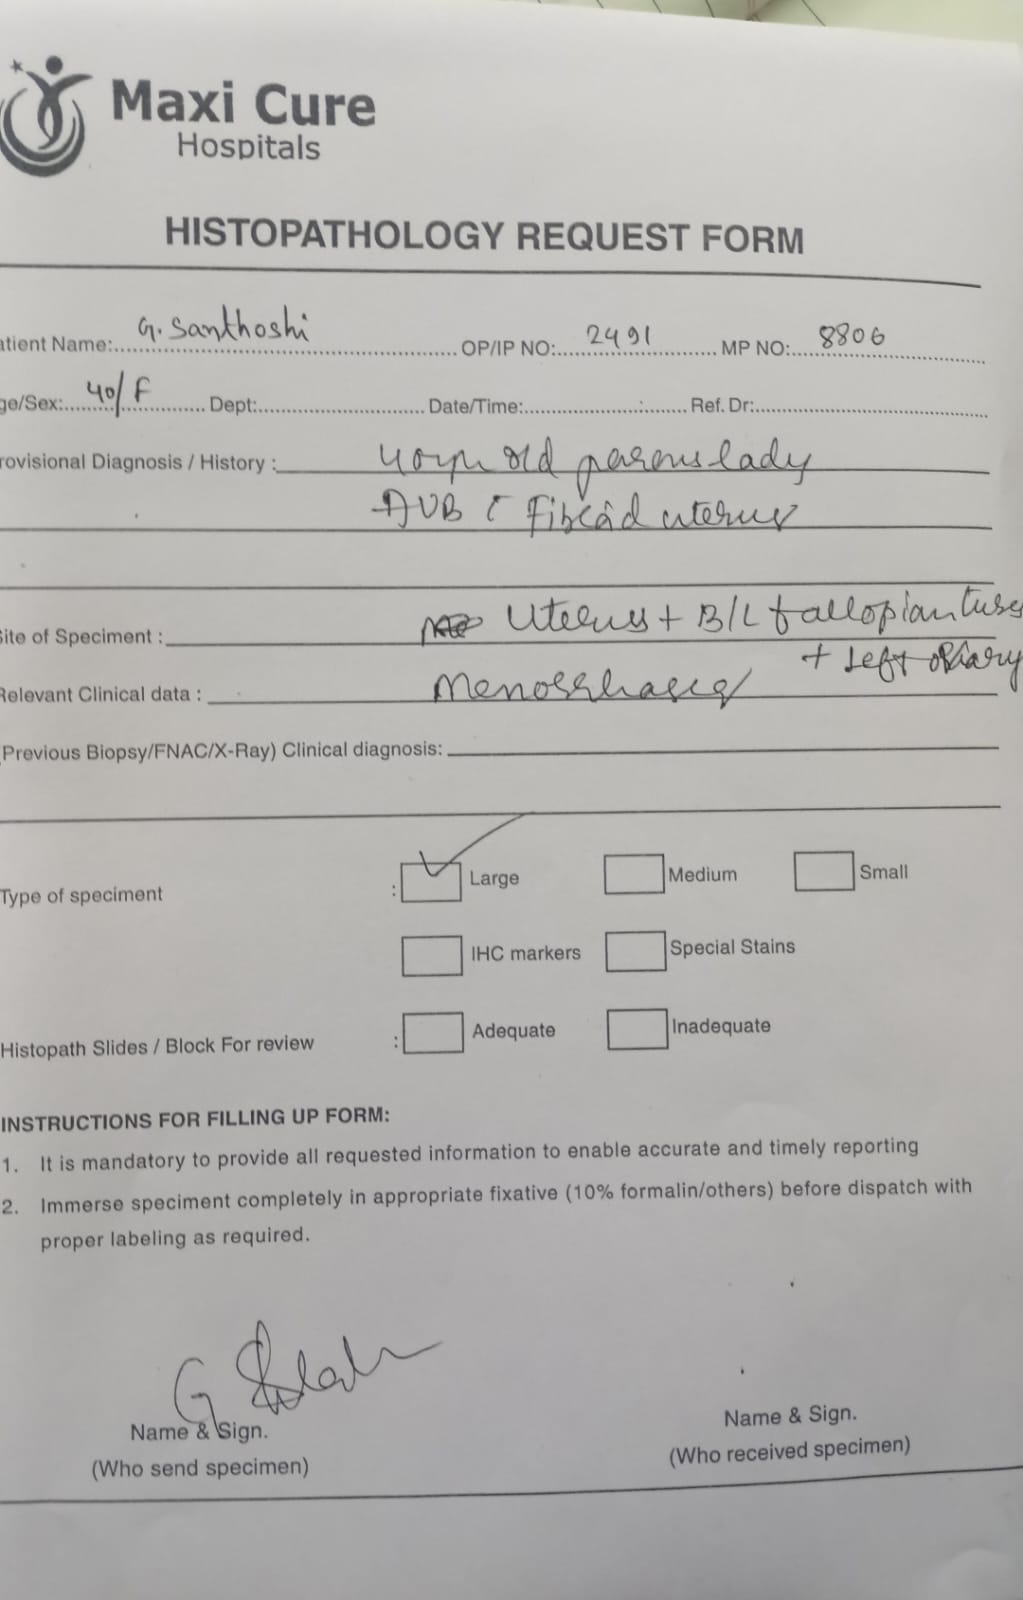 Maxi Cure
Hospitals
HISTOPATHOLOGY REQUEST FORM
atient Name: G. Santhoshi OP/IP NO: 2491 MP NO: 8806
ge/Sex: 40/F Dept: Date/Time: Ref. Dr:
rovisional Diagnosis / History : old lady
AUB c Fibroid uterus
ite of Speciment : Uterus + B/L fallopian tubes
+ Left ovary
Relevant Clinical data : Menorrhagia
Previous Biopsy/FNAC/X-Ray) Clinical diagnosis:
Type of speciment : Large Medium Small
IHC markers Special Stains
Histopath Slides / Block For review : Adequate Inadequate
INSTRUCTIONS FOR FILLING UP FORM:
1. It is mandatory to provide all requested information to enable accurate and timely reporting
2. Immerse speciment completely in appropriate fixative (10% formalin/others) before dispatch with
proper labeling as required.
Name & Sign. Name & Sign.
(Who send specimen) (Who received specimen)